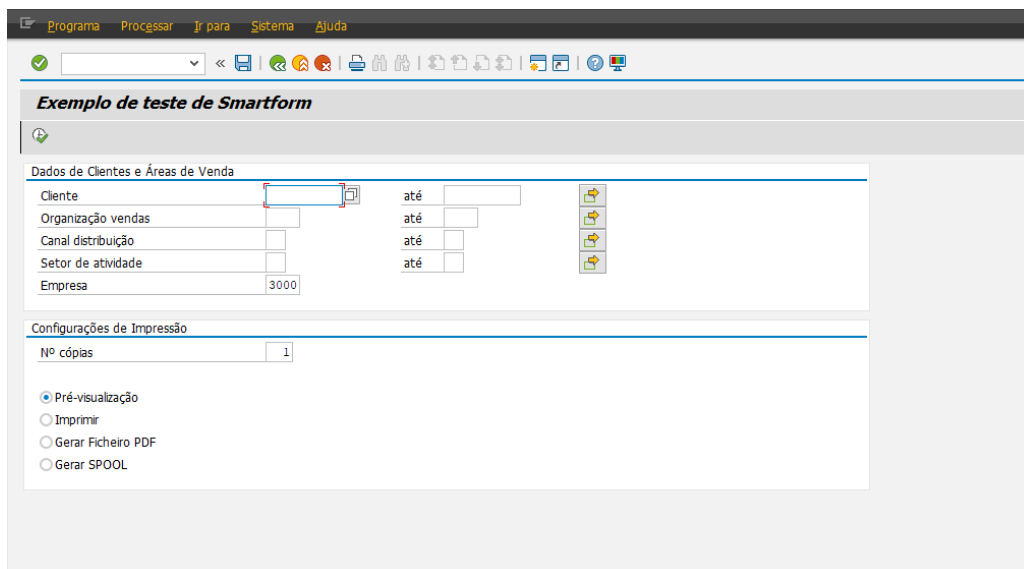 Programa Processar Ir para Sistema Ajuda
Exemplo de teste de Smartform
Dados de Clientes e Áreas de Venda
Cliente até
Organização vendas até
Canal distribuição até
Setor de atividade até
Empresa 3000
Configurações de Impressão
Nº cópias 1
Pré-visualização
Imprimir
Gerar Ficheiro PDF
Gerar SPOOL